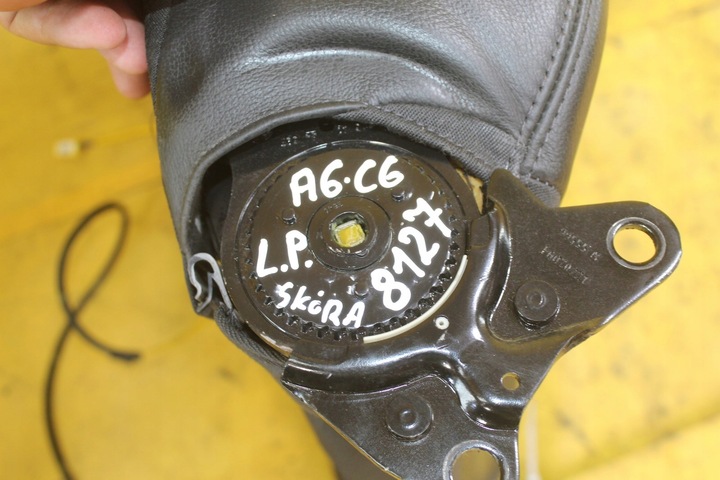 A6·C6
L.P.
8127
SKÓRA